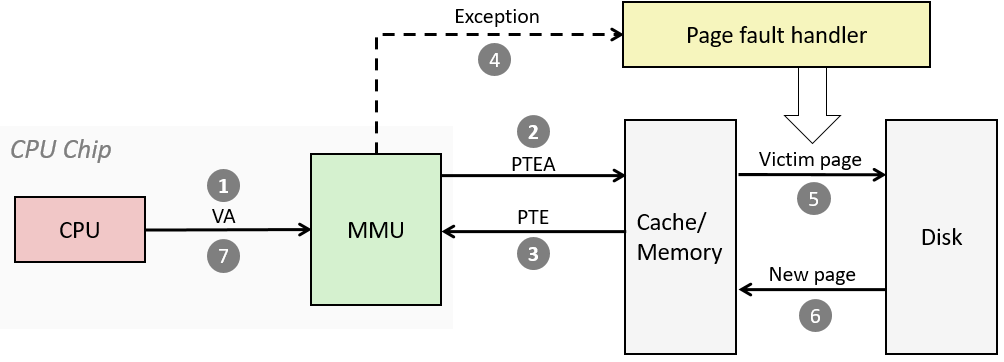 Exception
4
Page fault handler
CPU Chip
1
VA
7
CPU
MMU
2
PTEA
PTE
3
Cache/
Memory
Victim page
5
New page
6
Disk